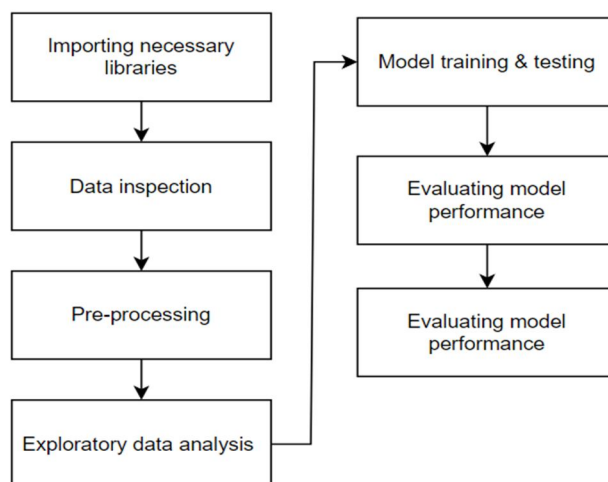 Importing necessary
libraries
Data inspection
Pre-processing
Exploratory data analysis
Model training & testing
Evaluating model
performance
Evaluating model
performance